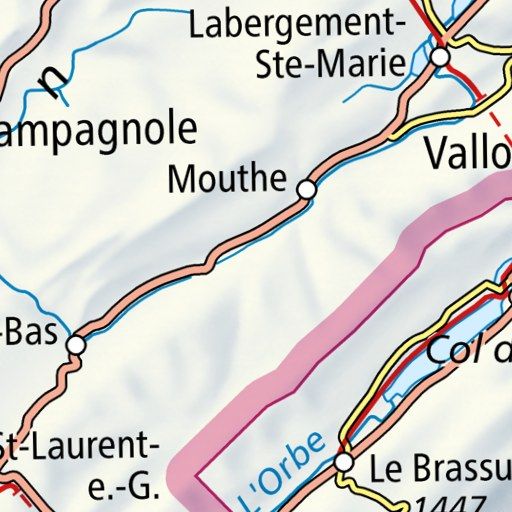 Labergement-
Ste-Marie
n
ampagnole
Vallo
Mouthe
-Bas
Col d
St-Laurent-
e.-G.
L'Orbe
Le Brassu
1447